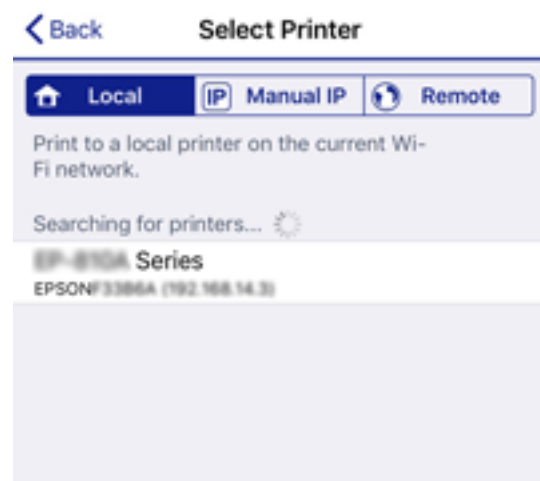 Back
Select Printer
Local
IP Manual IP
Remote
Print to a local printer on the current Wi-
Fi network.
Searching for printers...
Series
EPSON